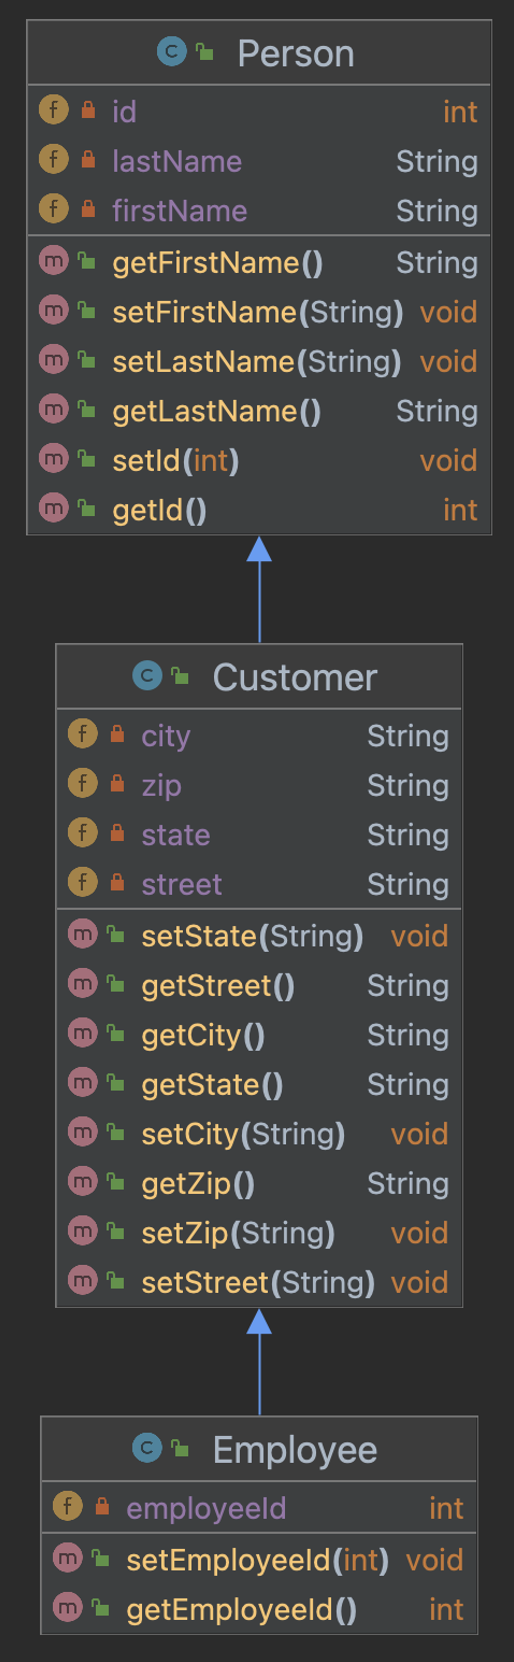 C Person
f id int
f lastName String
f firstName String
m getFirstName() String
m setFirstName(String) void
m setLastName(String) void
m getLastName() String
m setId(int) void
m getId() int
C Customer
f city String
f zip String
f state String
f street String
m setState(String) void
m getStreet() String
m getCity() String
m getState() String
m setCity(String) void
m getZip() String
m setZip(String) void
m setStreet(String) void
C Employee
f employeeId int
m setEmployeeId(int) void
m getEmployeeId() int